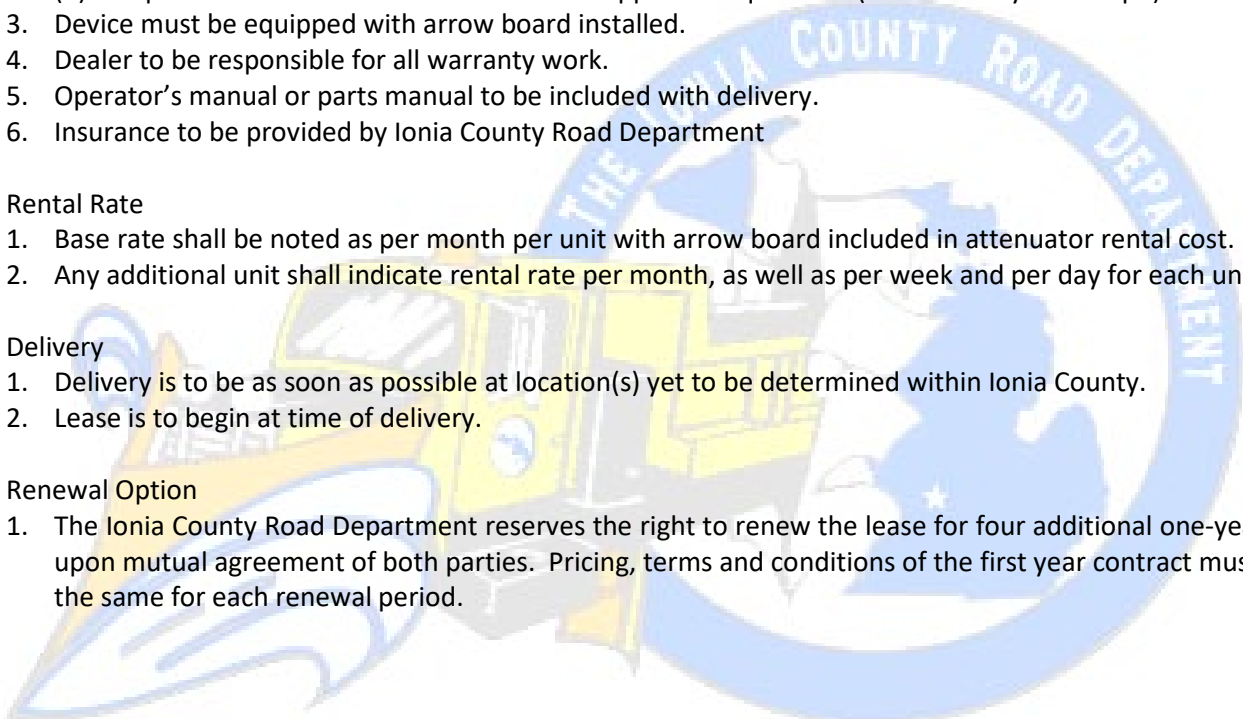 3. Device must be equipped with arrow board installed.
4. Dealer to be responsible for all warranty work.
5. Operator's manual or parts manual to be included with delivery.
6. Insurance to be provided by Ionia County Road Department
Rental Rate
1. Base rate shall be noted as per month per unit with arrow board included in attenuator rental cost.
2. Any additional unit shall indicate rental rate per month, as well as per week and per day for each
Delivery
1. Delivery is to be as soon as possible at location(s) yet to be determined within Ionia County.
2. Lease is to begin at time of delivery.
Renewal Option
1. The Ionia County Road Department reserves the right to renew the lease for four additional
upon mutual agreement of both parties. Pricing, terms and conditions of the first year contract
the same for each renewal period.
THE IONIA COUNTY ROAD DEPARTMENT